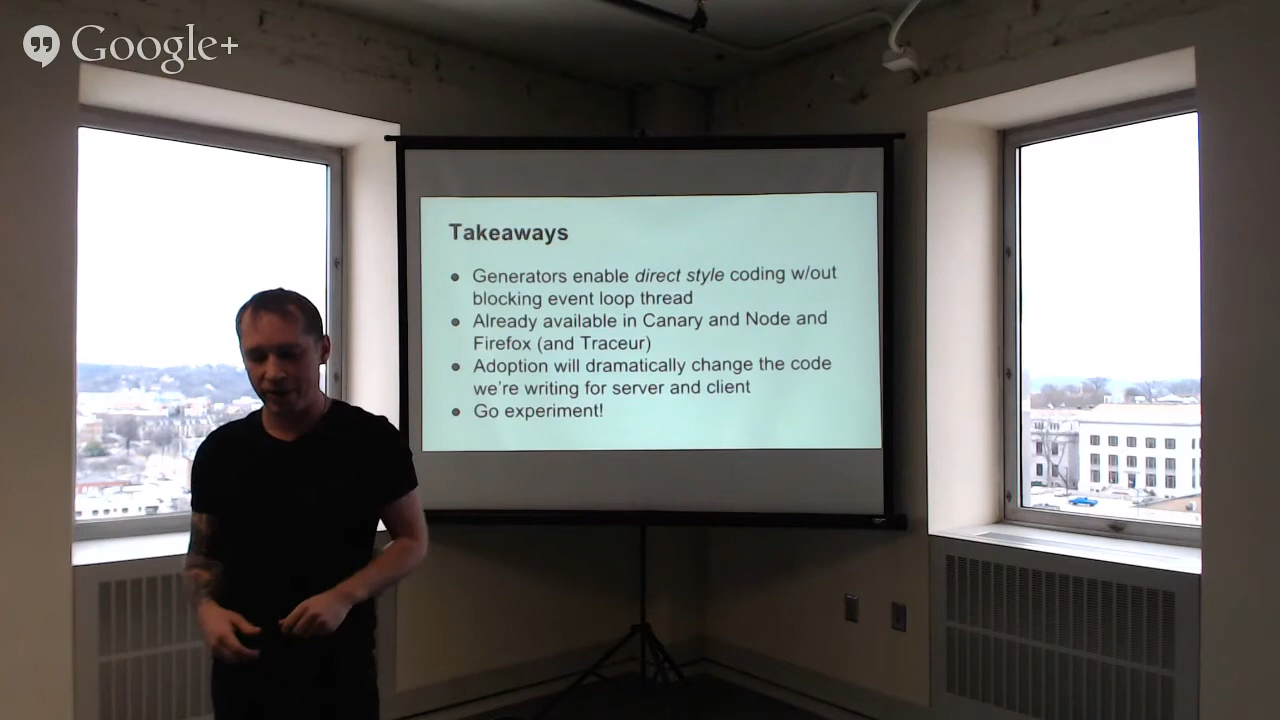 Google+
Takeaways
● Generators enable direct style coding w/out
blocking event loop thread
● Already available in Canary and Node and
Firefox (and Traceur)
● Adoption will dramatically change the code
we're writing for server and client
● Go experiment!